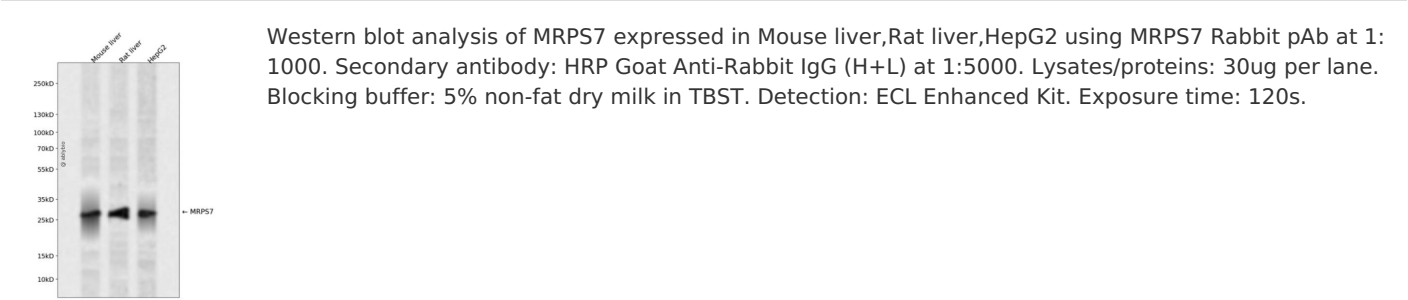 Mouse liver
Rat liver
HepG2
250kD
130kD
100kD
70kD
55kD
35kD
25kD
15kD
10kD
@ abbybio
← MRPS7
Western blot analysis of MRPS7 expressed in Mouse liver,Rat liver,HepG2 using MRPS7 Rabbit pAb at 1:
1000. Secondary antibody: HRP Goat Anti-Rabbit IgG (H+L) at 1:5000. Lysates/proteins: 30ug per lane.
Blocking buffer: 5% non-fat dry milk in TBST. Detection: ECL Enhanced Kit. Exposure time: 120s.